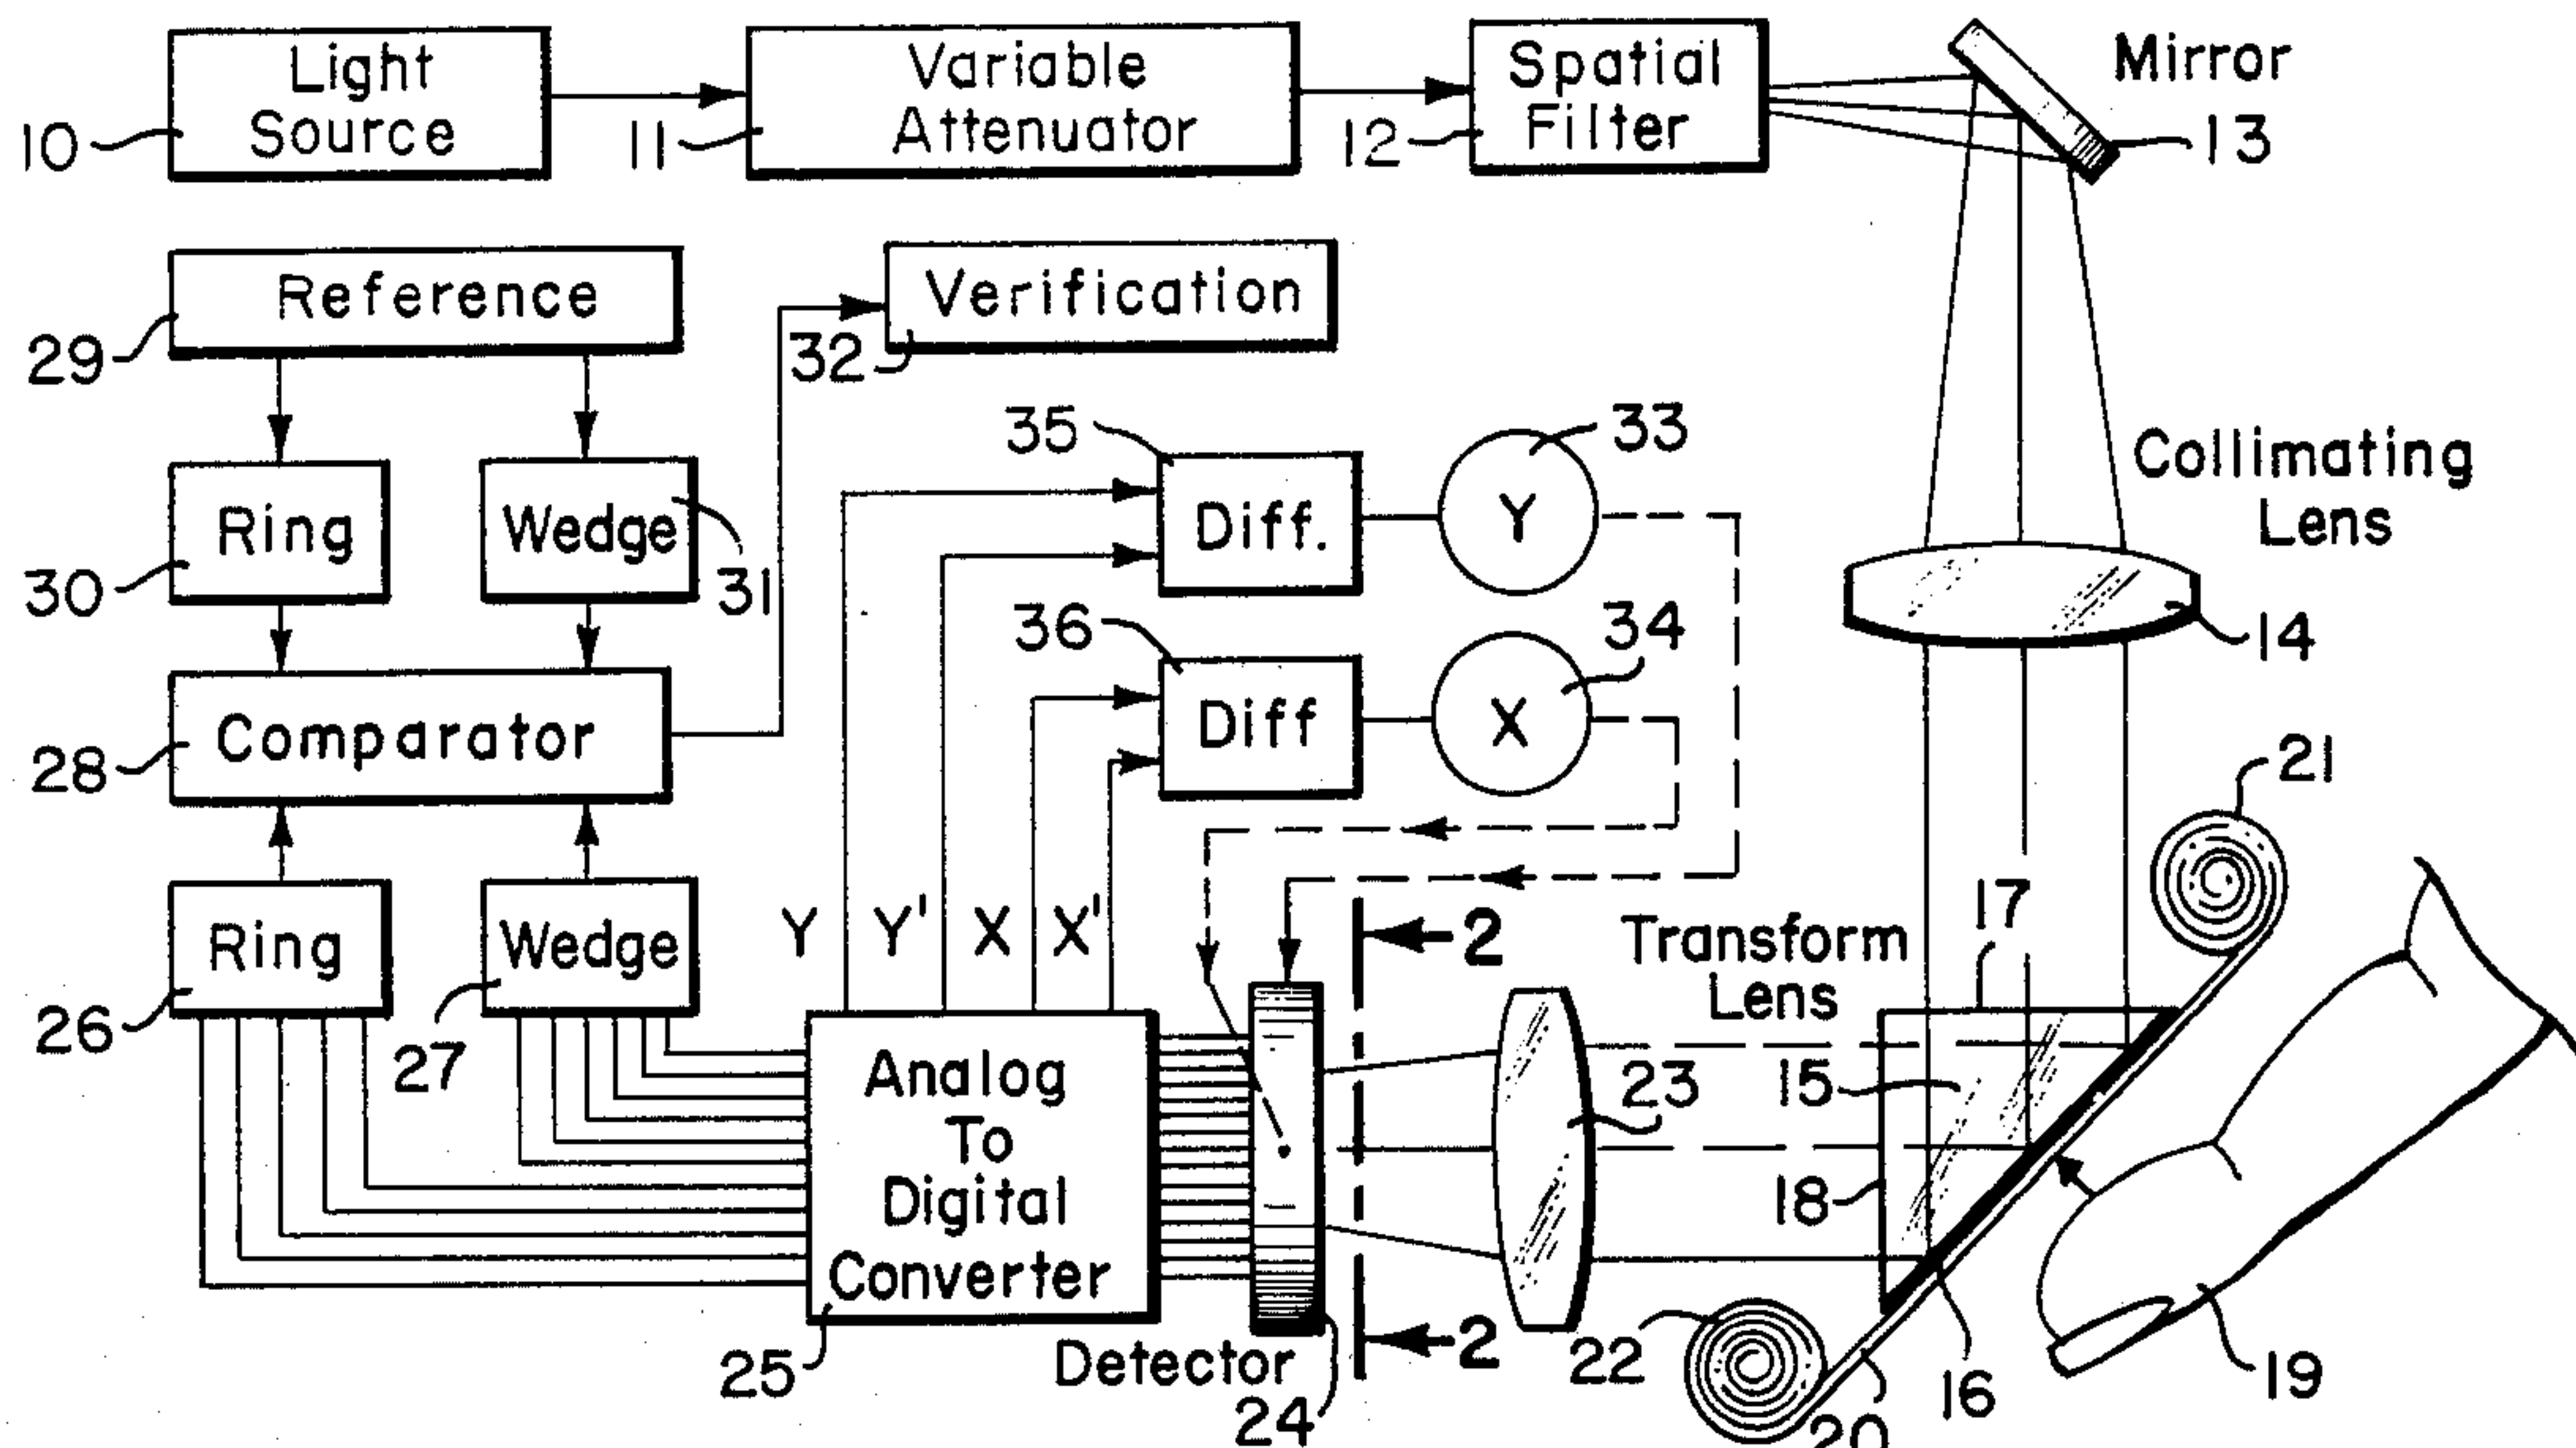 Light
Source
10
Variable
Attenuator
11
Spatial
Filter
12
Mirror
13
Reference
29
Verification
32
Ring
30
Wedge
31
35
Diff.
33
Y
Collimating
Lens
14
Comparator
28
36
Diff
34
X
21
Ring
26
Wedge
27
Y
Y'
X
X'
2
Transform
Lens
17
Analog
To
Digital
Converter
25
Detector
24
2
23
15
18
22
20
16
19